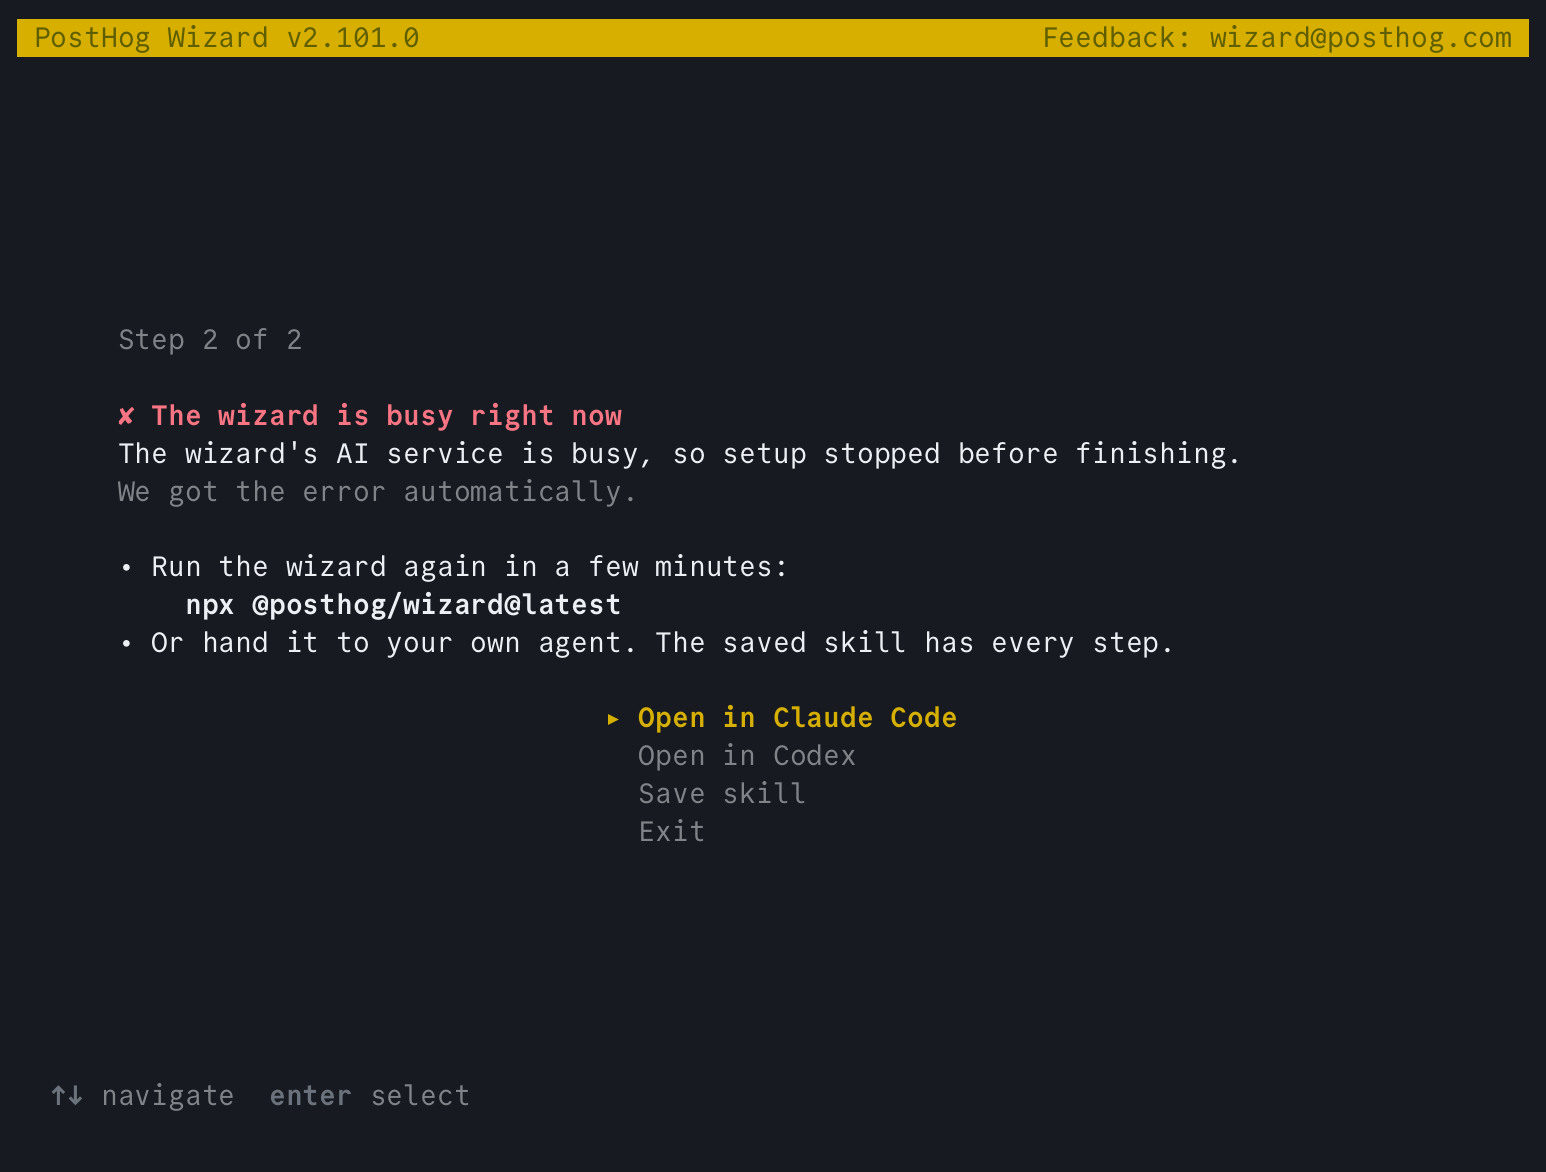 PostHog Wizard v2.101.0 Feedback: wizard@posthog.com
Step 2 of 2
✘ The wizard is busy right now
The wizard's AI service is busy, so setup stopped before finishing.
We got the error automatically.
• Run the wizard again in a few minutes:
npx @posthog/wizard@latest
• Or hand it to your own agent. The saved skill has every step.
▸ Open in Claude Code
Open in Codex
Save skill
Exit
↑↓ navigate enter select